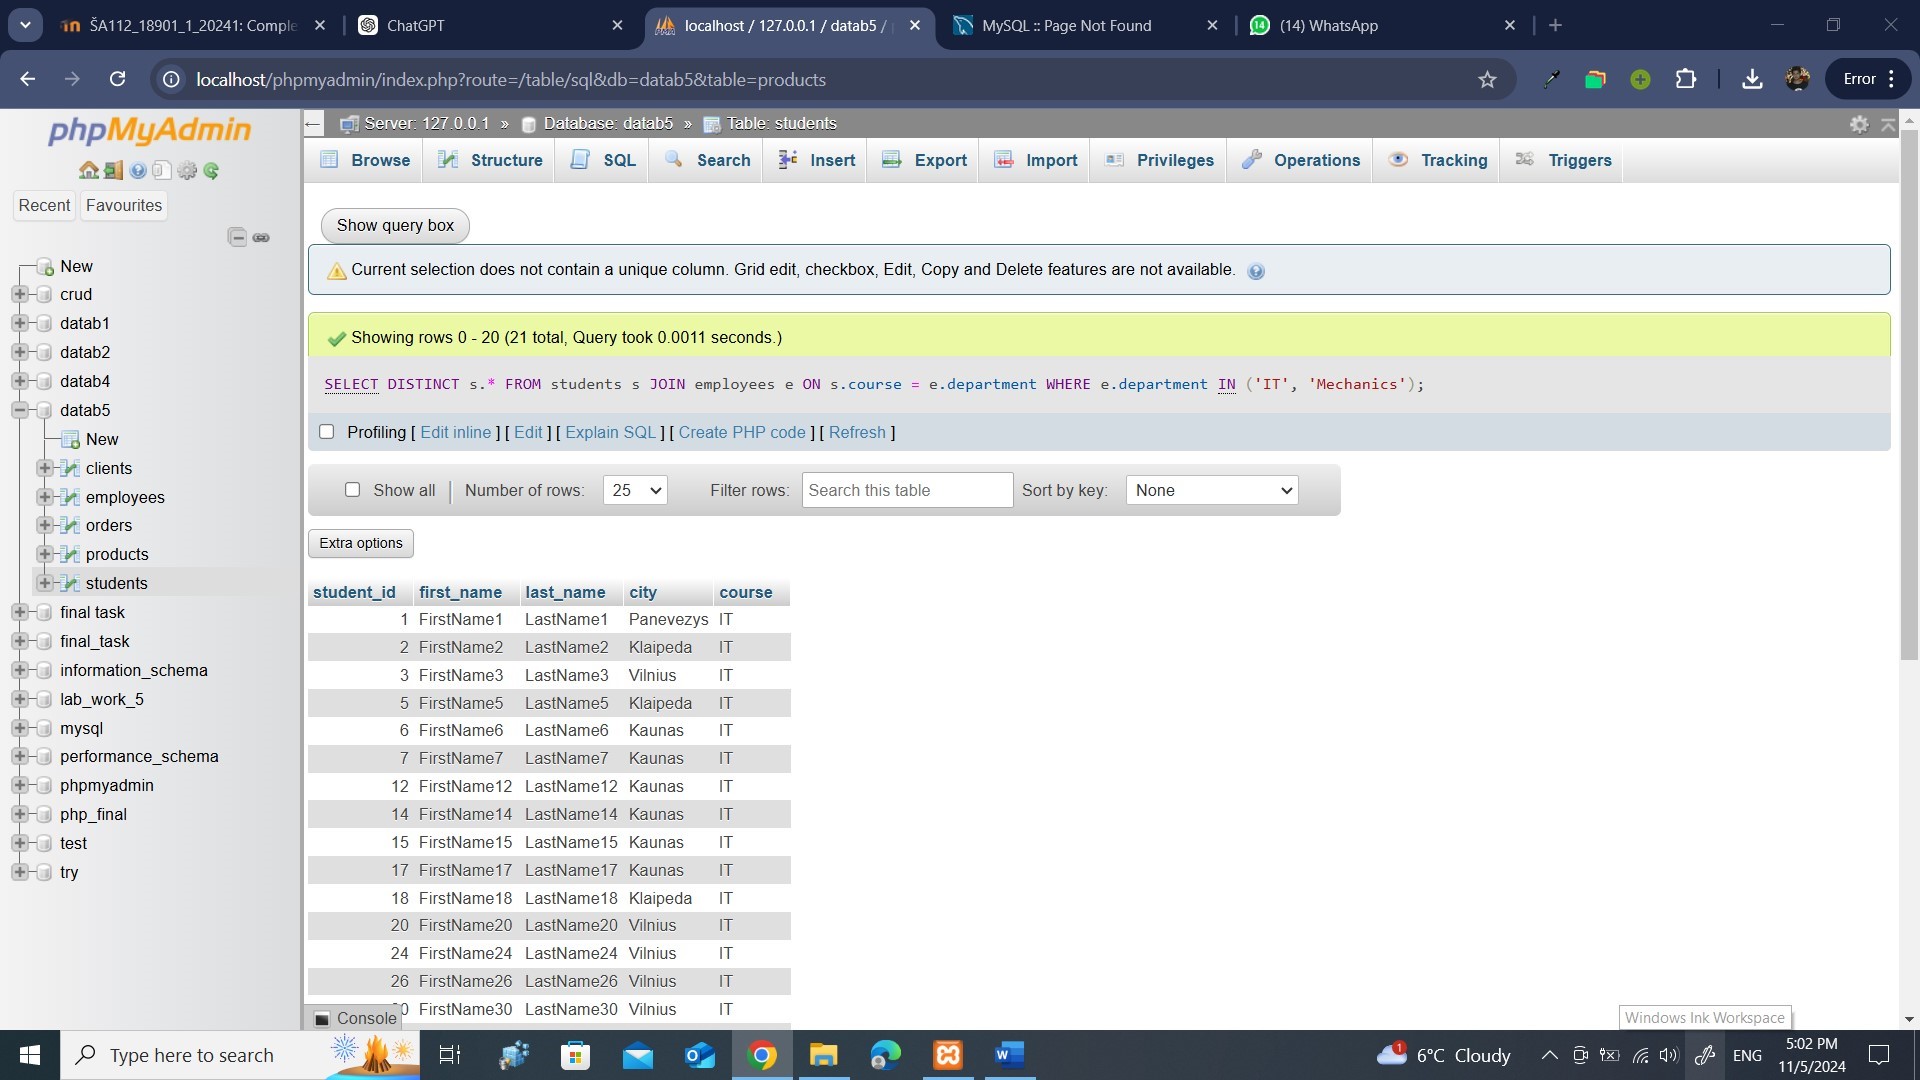 ŠA112_18901_1_20241: Comple
ChatGPT
localhost / 127.0.0.1 / datab5 /
MySQL :: Page Not Found
14
(14) WhatsApp
localhost/phpmyadmin/index.php?route=/table/sql&db=datab5&table=products
Error
phpMyAdmin
Recent
Favourites
New
crud
datab1
datab2
datab4
datab5
New
clients
employees
orders
products
students
final task
final_task
information_schema
lab_work_5
mysql
performance_schema
phpmyadmin
php_final
test
try
Server: 127.0.0.1 » Database: datab5 » Table: students
Browse
Structure
SQL
Search
Insert
Export
Import
Privileges
Operations
Tracking
Triggers
Show query box
Current selection does not contain a unique column. Grid edit, checkbox, Edit, Copy and Delete features are not available.
Showing rows 0 - 20 (21 total, Query took 0.0011 seconds.)
SELECT DISTINCT s.* FROM students s JOIN employees e ON s.course = e.department WHERE e.department IN ('IT', 'Mechanics');
Profiling [ Edit inline ] [ Edit ] [ Explain SQL ] [ Create PHP code ] [ Refresh ]
Show all | Number of rows: 25 Filter rows: Search this table Sort by key: None
Extra options
student_id first_name last_name city course
1 FirstName1 LastName1 Panevezys IT
2 FirstName2 LastName2 Klaipeda IT
3 FirstName3 LastName3 Vilnius IT
5 FirstName5 LastName5 Klaipeda IT
6 FirstName6 LastName6 Kaunas IT
7 FirstName7 LastName7 Kaunas IT
12 FirstName12 LastName12 Kaunas IT
14 FirstName14 LastName14 Kaunas IT
15 FirstName15 LastName15 Kaunas IT
17 FirstName17 LastName17 Kaunas IT
18 FirstName18 LastName18 Klaipeda IT
20 FirstName20 LastName20 Vilnius IT
24 FirstName24 LastName24 Vilnius IT
26 FirstName26 LastName26 Vilnius IT
0 FirstName30 LastName30 Vilnius IT
Console
Windows Ink Workspace
Type here to search
1
6°C Cloudy
ENG
5:02 PM
11/5/2024